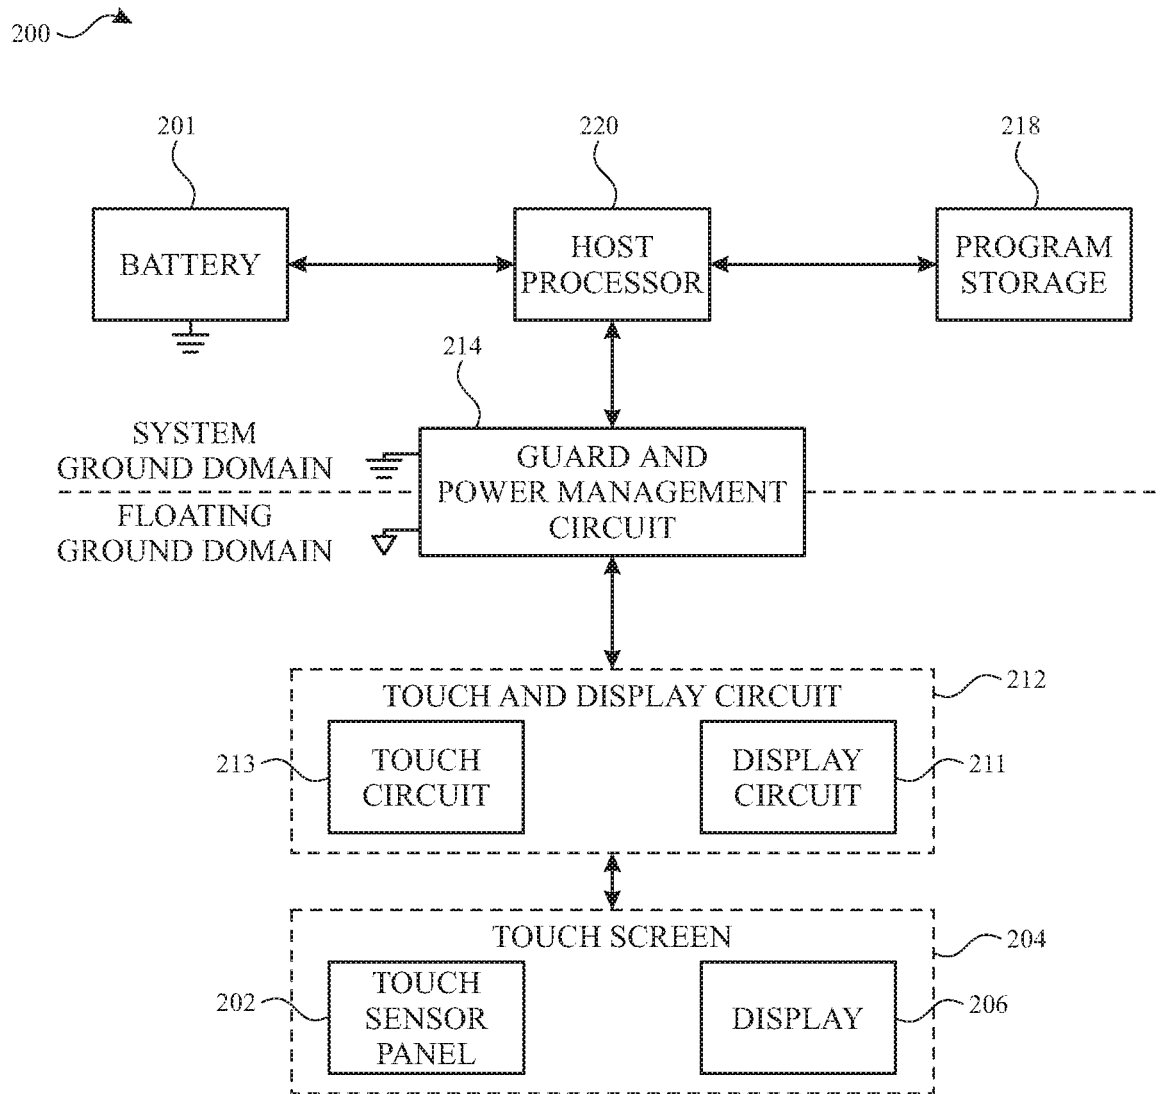 200
201
220
218
BATTERY
HOST
PROCESSOR
PROGRAM
STORAGE
214
SYSTEM
GROUND DOMAIN
FLOATING
GROUND DOMAIN
GUARD AND
POWER MANAGEMENT
CIRCUIT
TOUCH AND DISPLAY CIRCUIT
212
213
TOUCH
CIRCUIT
DISPLAY
CIRCUIT
211
TOUCH SCREEN
204
202
TOUCH
SENSOR
PANEL
DISPLAY
206